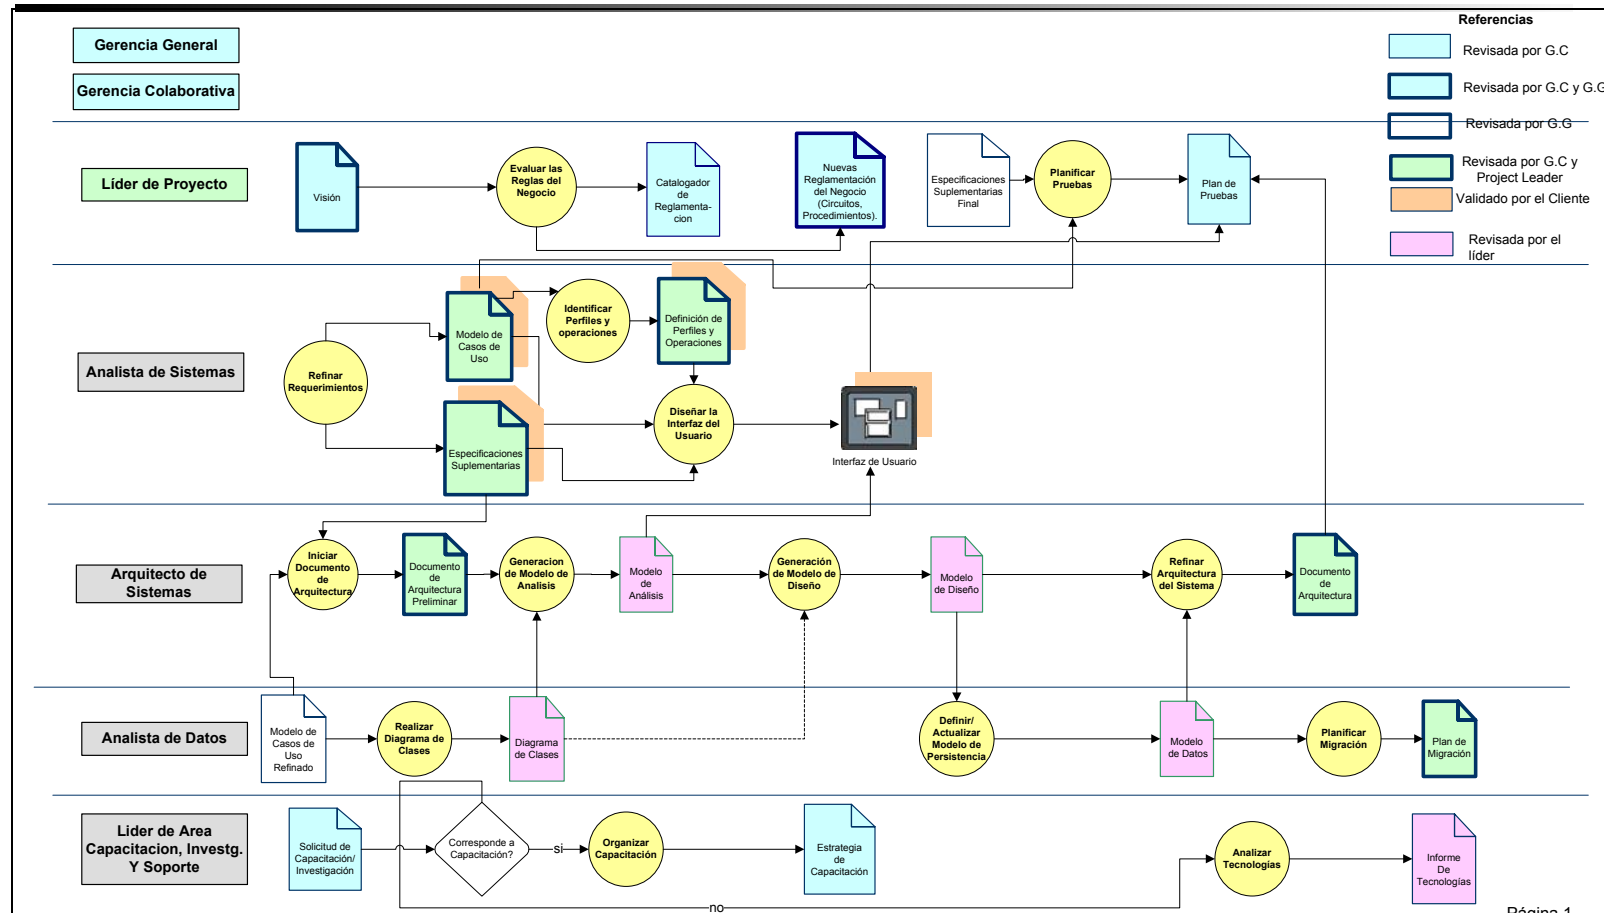 Gerencia General
Gerencia Colaborativa
Referencias
Revisada por G.C
Revisada por G.C y G.G
Revisada por G.G
Revisada por G.C y
Project Leader
Validado por el Cliente
Revisada por el
líder
Líder de Proyecto
Visión
Evaluar las
Reglas del
Negocio
Catalogador
de
Reglamenta-
cion
Nuevas
Reglamentación
del Negocio
(Circuitos,
Procedimientos).
Especificaciones
Suplementarias
Final
Planificar
Pruebas
Plan de
Pruebas
Analista de Sistemas
Refinar
Requerimientos
Modelo de
Casos de
Uso
Identificar
Perfiles y
operaciones
Definición de
Perfiles y
Operaciones
Especificaciones
Suplementarias
Diseñar la
Interfaz del
Usuario
Interfaz de Usuario
Arquitecto de
Sistemas
Iniciar
Documento
de
Arquitectura
Documento
de
Arquitectura
Preliminar
Generacion
de Modelo de
Analisis
Modelo
de
Análisis
Generación
de Modelo de
Diseño
Modelo
de Diseño
Refinar
Arquitectura
del Sistema
Documento
de
Arquitectura
Analista de Datos
Modelo de
Casos de
Uso
Refinado
Realizar
Diagrama de
Clases
Diagrama
de Clases
Definir/
Actualizar
Modelo de
Persistencia
Modelo
de Datos
Planificar
Migración
Plan de
Migración
Lider de Area
Capacitacion, Investg.
Y Soporte
Solicitud de
Capacitación/
Investigación
Corresponde a
Capacitación?
si
Organizar
Capacitación
Estrategia
de
Capacitación
Analizar
Tecnologías
Informe
De
Tecnologías
no
Página 1